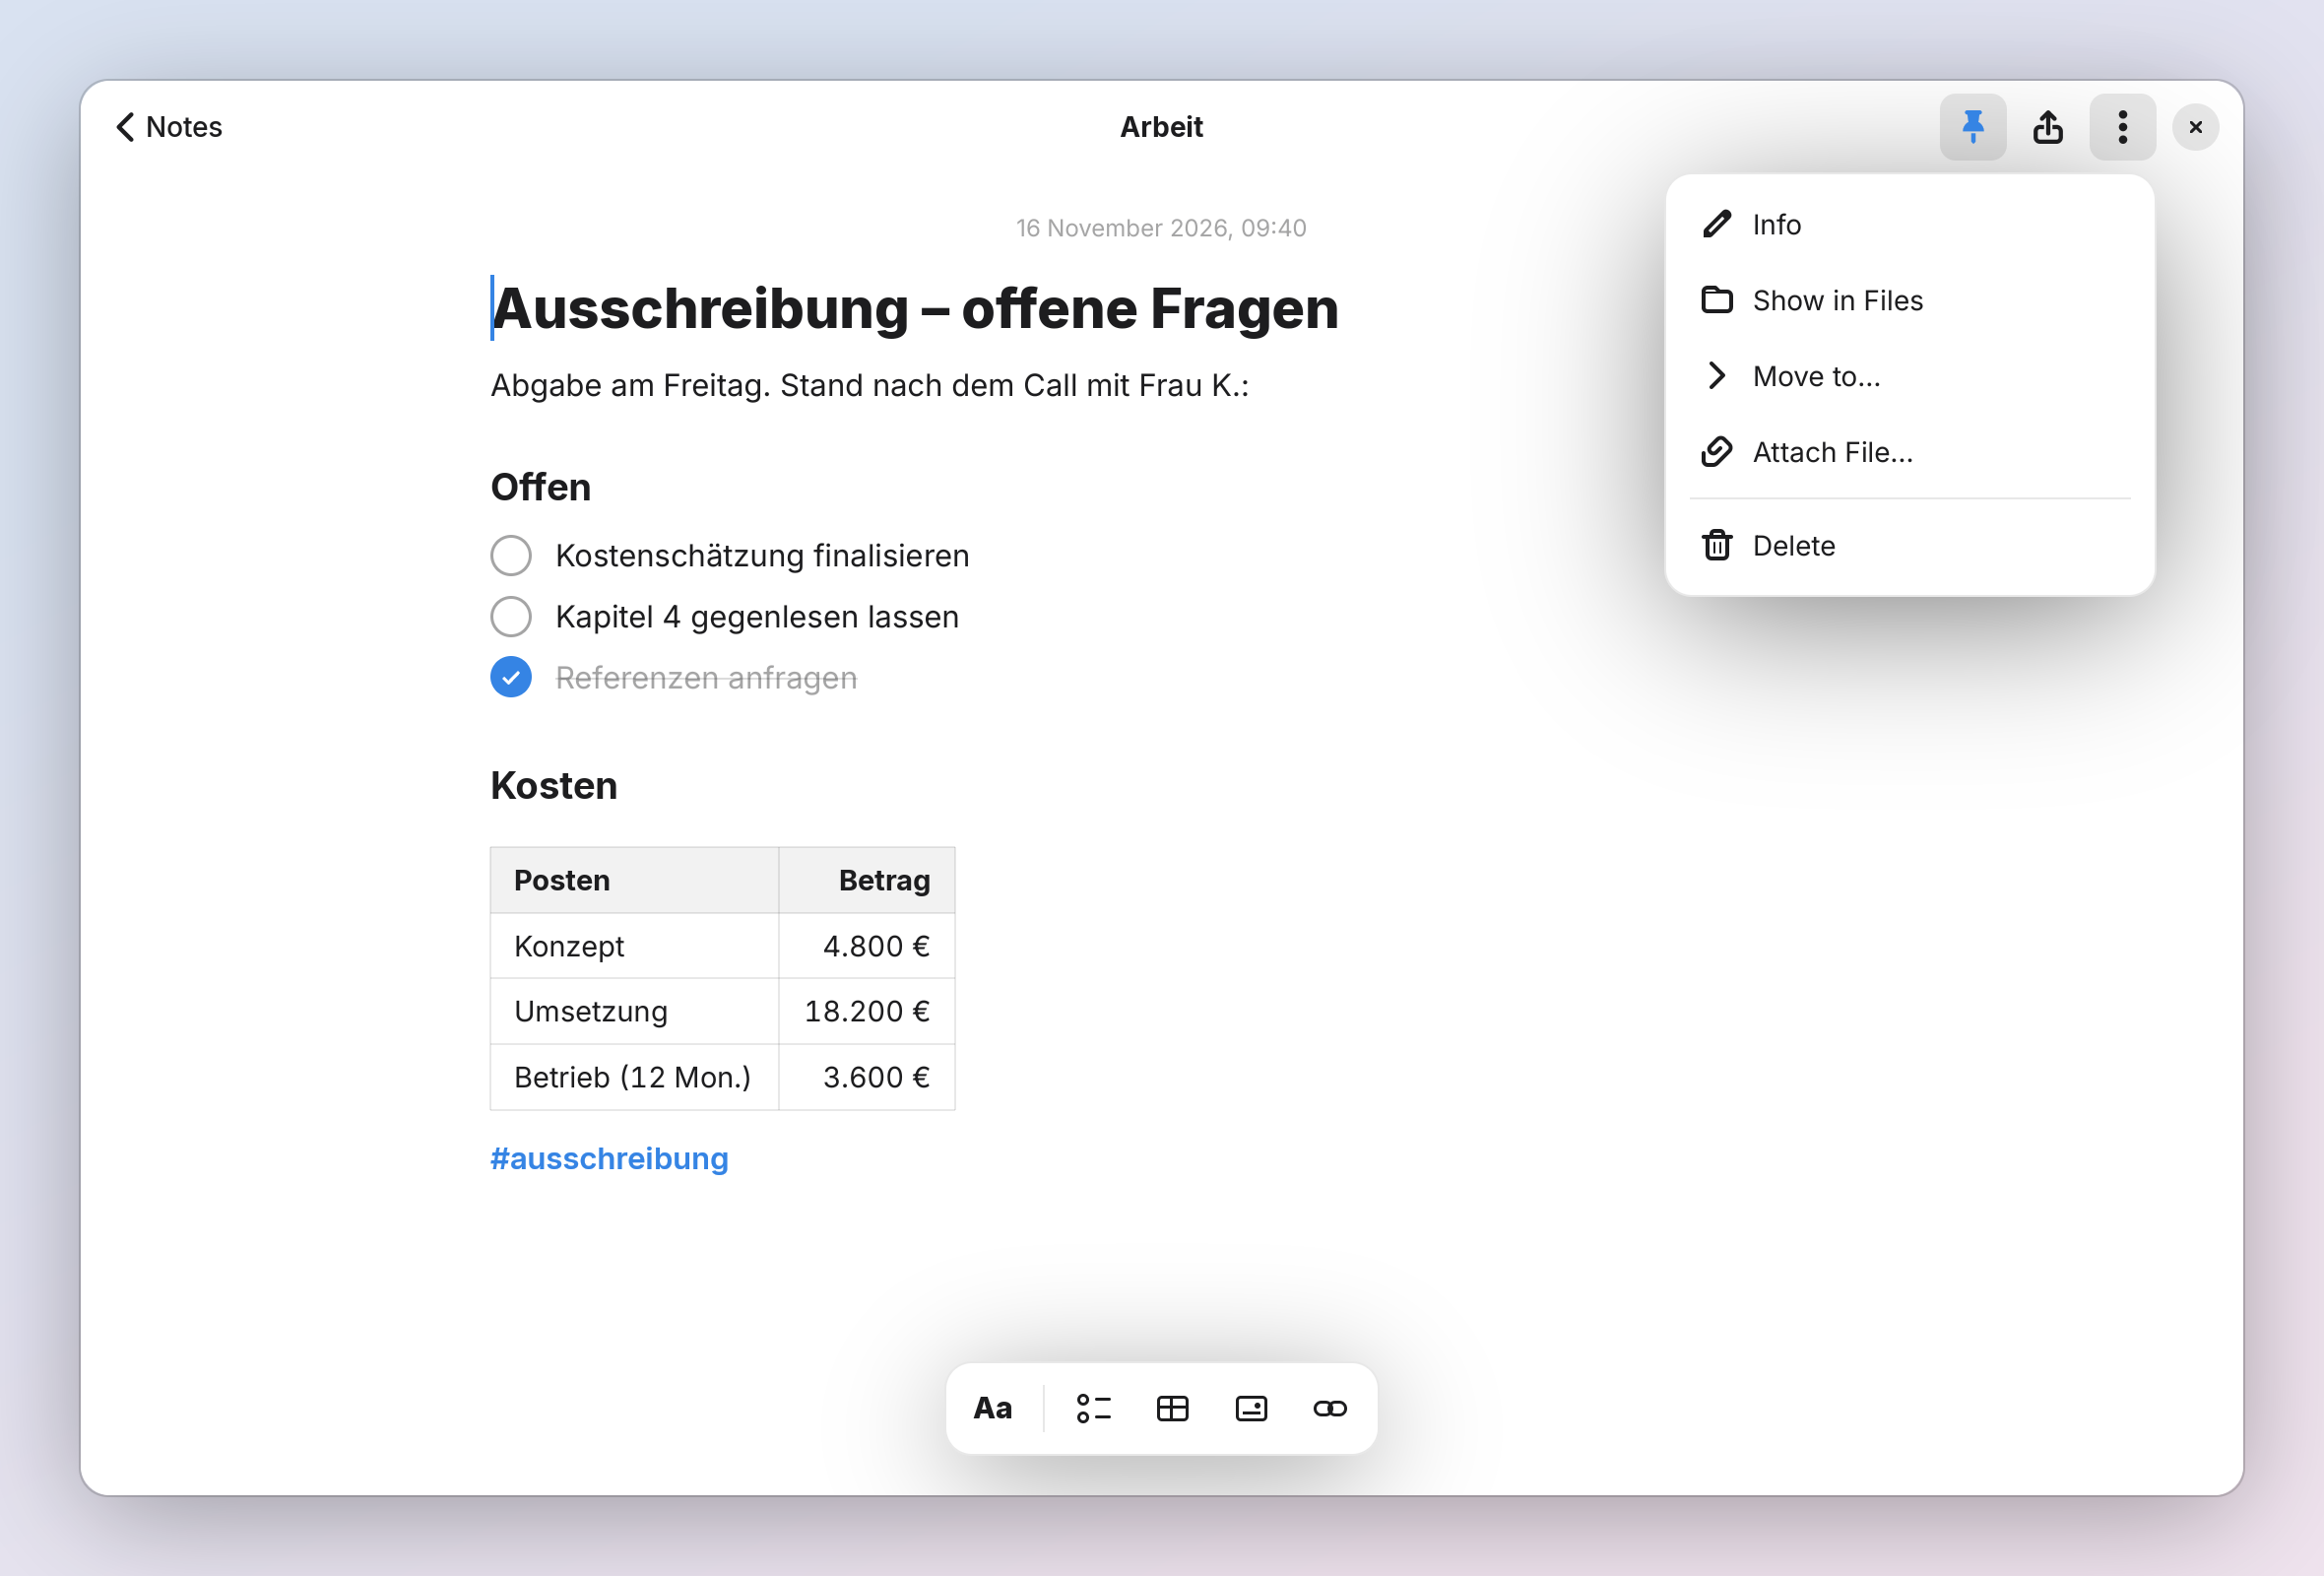 Notes
Arbeit
16 November 2026, 09:40
Ausschreibung – offene Fragen
Abgabe am Freitag. Stand nach dem Call mit Frau K.:
Offen
Kostenschätzung finalisieren
Kapitel 4 gegenlesen lassen
Referenzen anfragen
Kosten
Posten Betrag
Konzept 4.800 €
Umsetzung 18.200 €
Betrieb (12 Mon.) 3.600 €
#ausschreibung
Info
Show in Files
Move to...
Attach File...
Delete
Aa